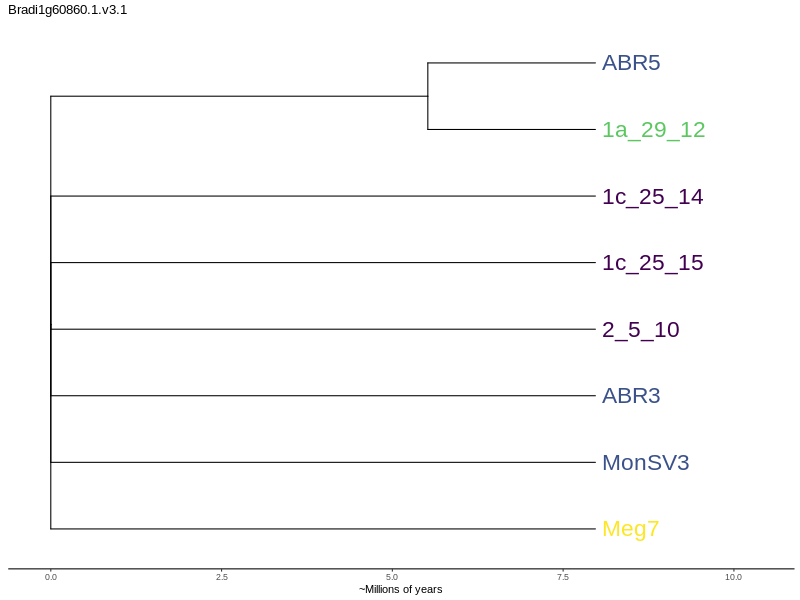 Bradi1g60860.1.v3.1
ABR5
1a_29_12
1c_25_14
1c_25_15
2_5_10
ABR3
MonSV3
Meg7
0.0 2.5 5.0 7.5 10.0
~Millions of years